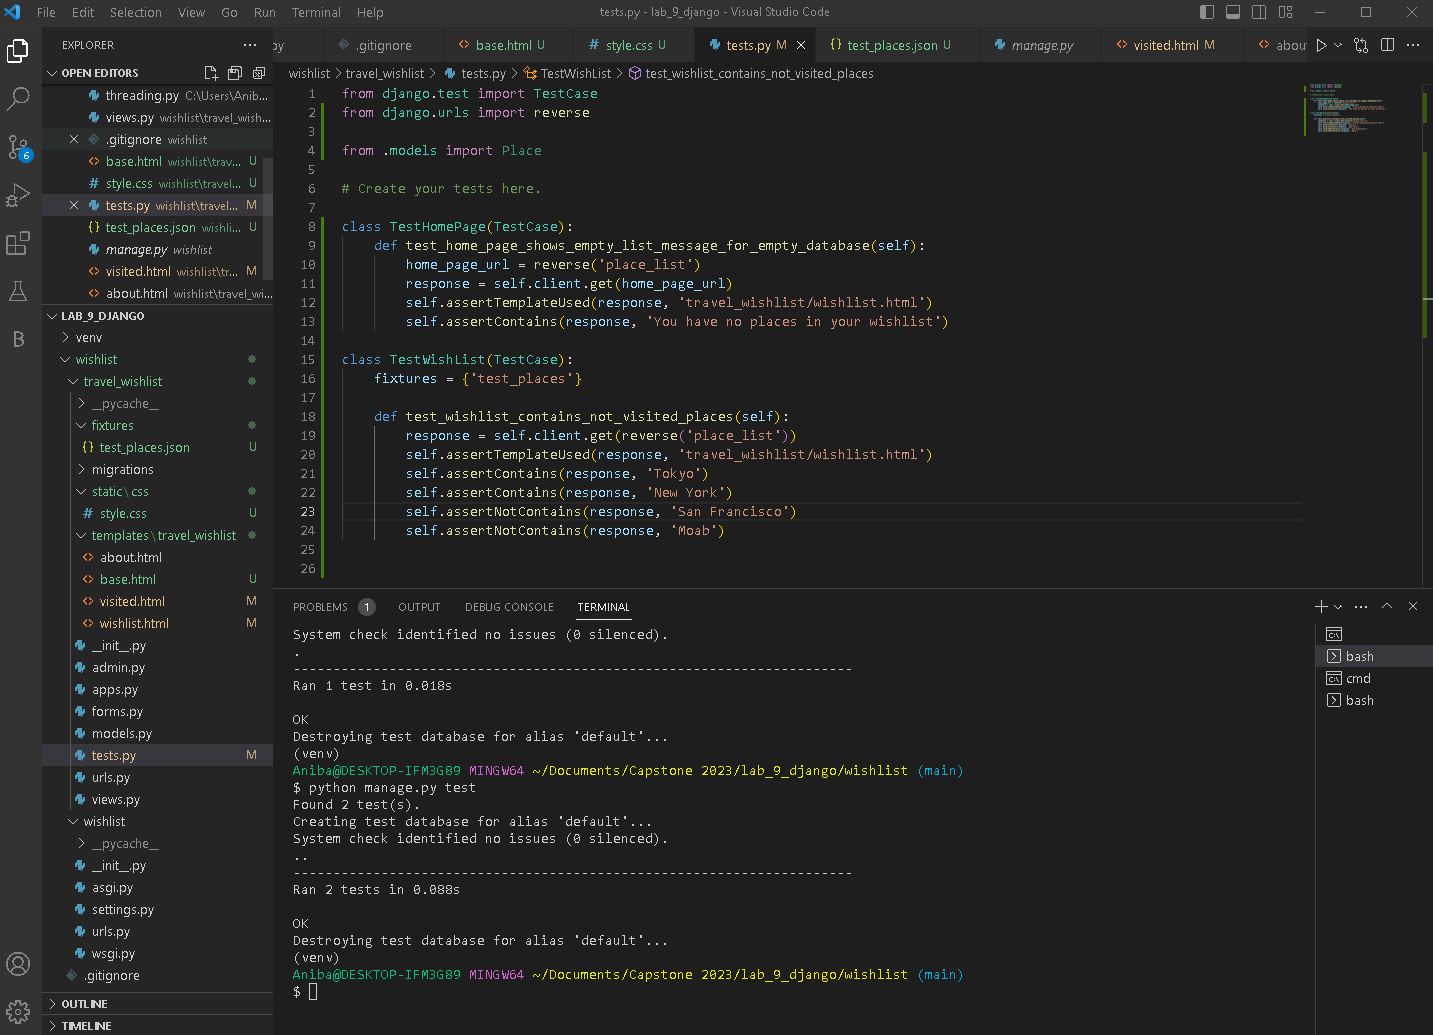 File Edit Selection View Go Run Terminal Help
tests.py - lab_9_django - Visual Studio Code
EXPLORER
OPEN EDITORS
threading.py C:\Users\Anib...
views.py wishlist\travel_wish...
.gitignore wishlist
base.html wishlist\trav... U
style.css wishlist\travel... U
tests.py wishlist\travel... M
test_places.json wishli... U
manage.py wishlist
visited.html wishlist\tr... M
about.html wishlist\travel_wi...
LAB_9_DJANGO
venv
wishlist
travel_wishlist
__pycache__
fixtures
test_places.json U
migrations
static\css
style.css U
templates\travel_wishlist
about.html
base.html U
visited.html M
wishlist.html M
__init__.py
admin.py
apps.py
forms.py
models.py
tests.py M
urls.py
views.py
wishlist
__pycache__
__init__.py
asgi.py
settings.py
urls.py
wsgi.py
.gitignore
OUTLINE
TIMELINE
6
B
py .gitignore base.html U style.css U tests.py M test_places.json U manage.py visited.html M abou
wishlist > travel_wishlist > tests.py > TestWishList > test_wishlist_contains_not_visited_places
1 from django.test import TestCase
2 from django.urls import reverse
3
4 from .models import Place
5
6 # Create your tests here.
7
8 class TestHomePage(TestCase):
9 def test_home_page_shows_empty_list_message_for_empty_database(self):
10 home_page_url = reverse('place_list')
11 response = self.client.get(home_page_url)
12 self.assertTemplateUsed(response, 'travel_wishlist/wishlist.html')
13 self.assertContains(response, 'You have no places in your wishlist')
14
15 class TestWishList(TestCase):
16 fixtures = {'test_places'}
17
18 def test_wishlist_contains_not_visited_places(self):
19 response = self.client.get(reverse('place_list'))
20 self.assertTemplateUsed(response, 'travel_wishlist/wishlist.html')
21 self.assertContains(response, 'Tokyo')
22 self.assertContains(response, 'New York')
23 self.assertNotContains(response, 'San Francisco')
24 self.assertNotContains(response, 'Moab')
25
26
PROBLEMS 1 OUTPUT DEBUG CONSOLE TERMINAL
System check identified no issues (0 silenced).
.
----------------------------------------------------------------------
Ran 1 test in 0.018s
OK
Destroying test database for alias 'default'...
(venv)
Aniba@DESKTOP-IFM3G89 MINGW64 ~/Documents/Capstone 2023/lab_9_django/wishlist (main)
$ python manage.py test
Found 2 test(s).
Creating test database for alias 'default'...
System check identified no issues (0 silenced).
..
----------------------------------------------------------------------
Ran 2 tests in 0.088s
OK
Destroying test database for alias 'default'...
(venv)
Aniba@DESKTOP-IFM3G89 MINGW64 ~/Documents/Capstone 2023/lab_9_django/wishlist (main)
$
bash
cmd
bash